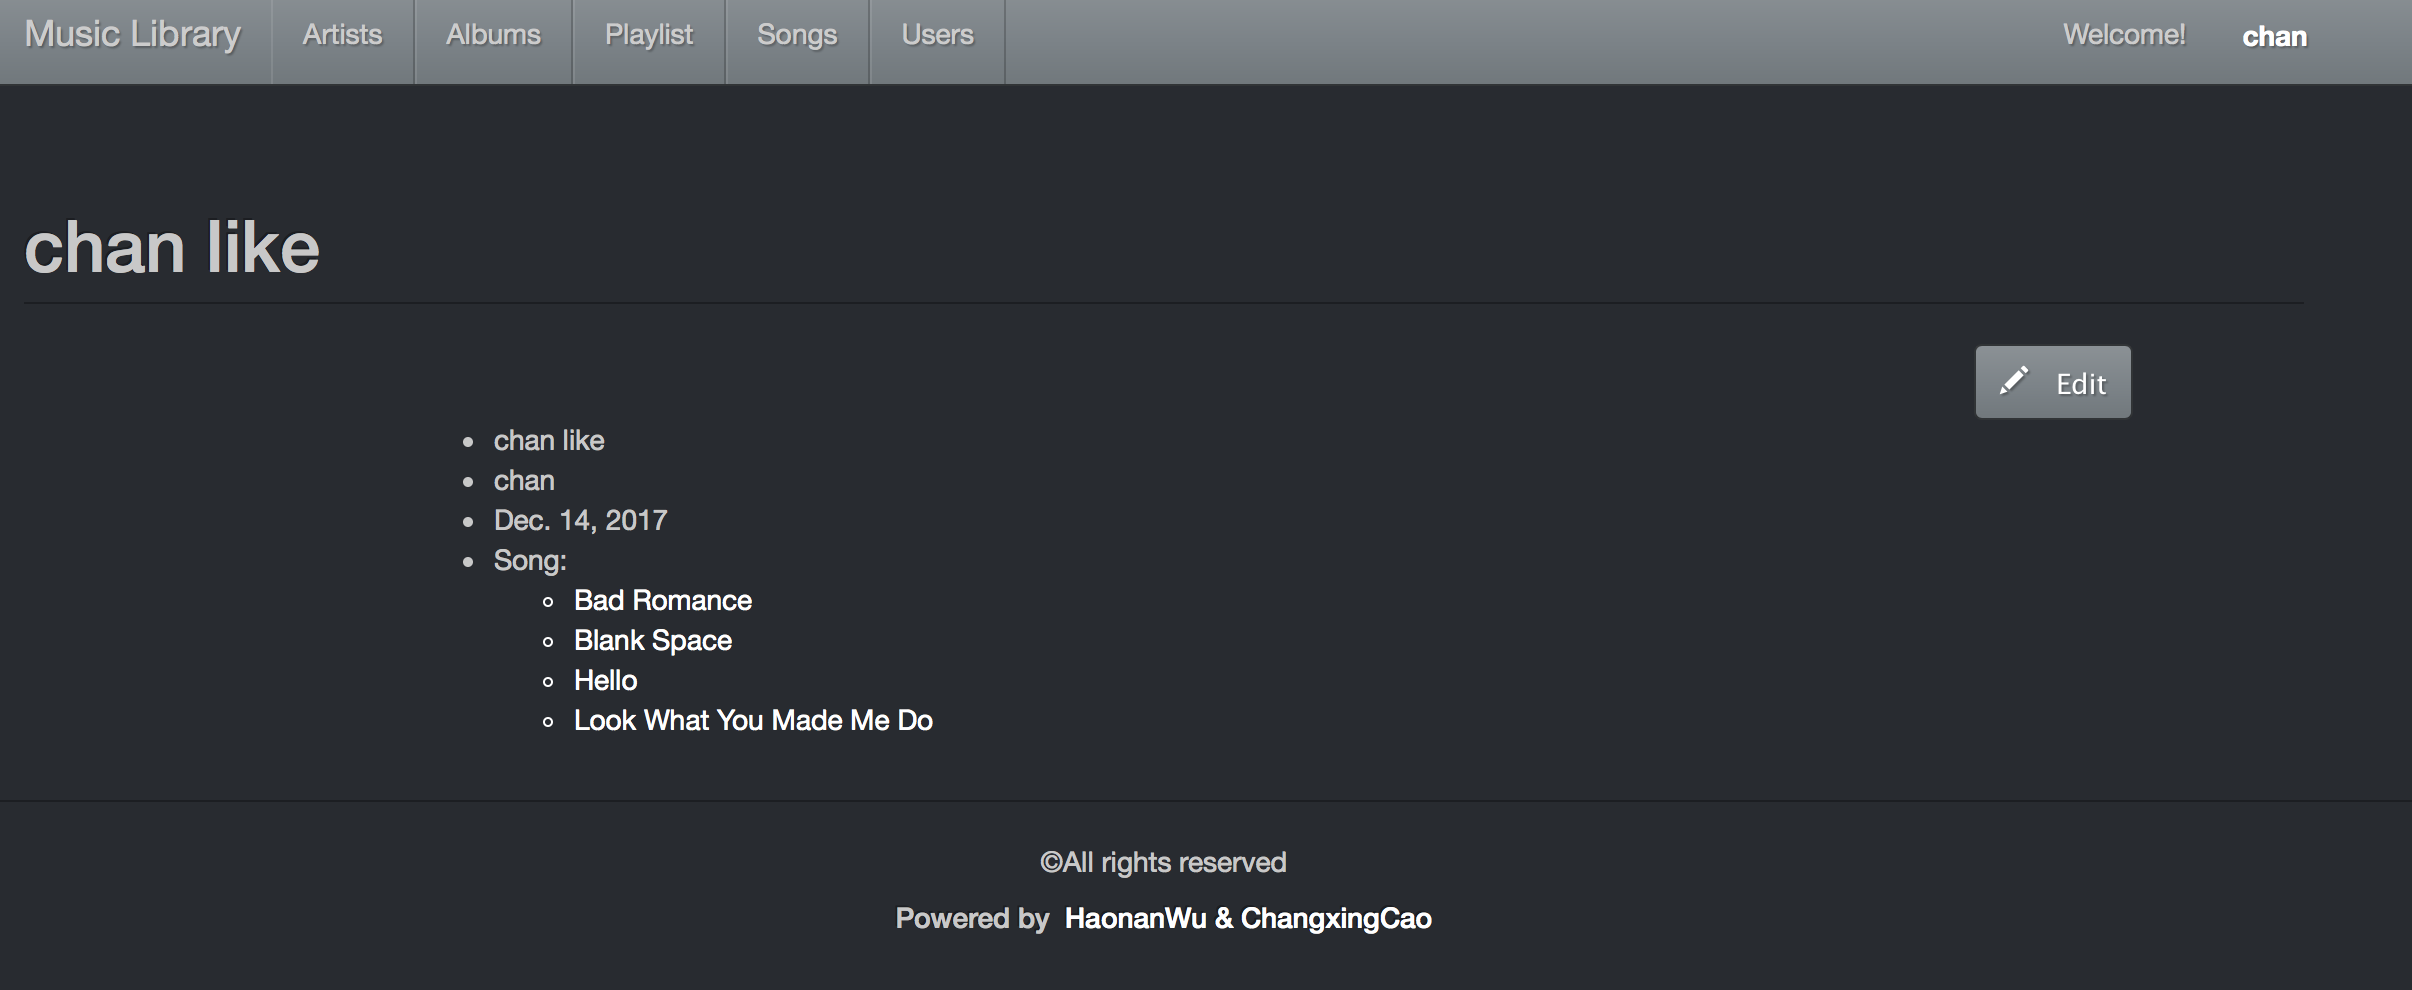 Music Library Artists Albums Playlist Songs Users Welcome! chan
chan like
Edit
chan like
chan
Dec. 14, 2017
Song:
Bad Romance
Blank Space
Hello
Look What You Made Me Do
©All rights reserved
Powered by HaonanWu & ChangxingCao